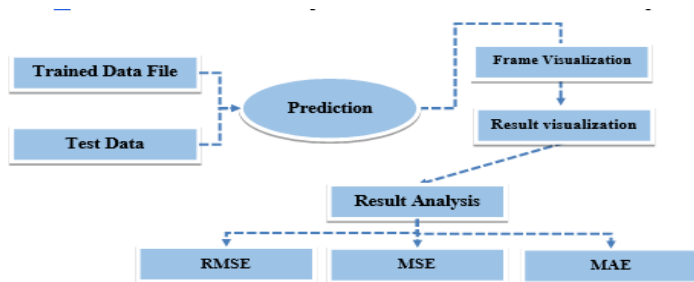 Trained Data File
Test Data
Prediction
Frame Visualization
Result visualization
Result Analysis
RMSE
MSE
MAE